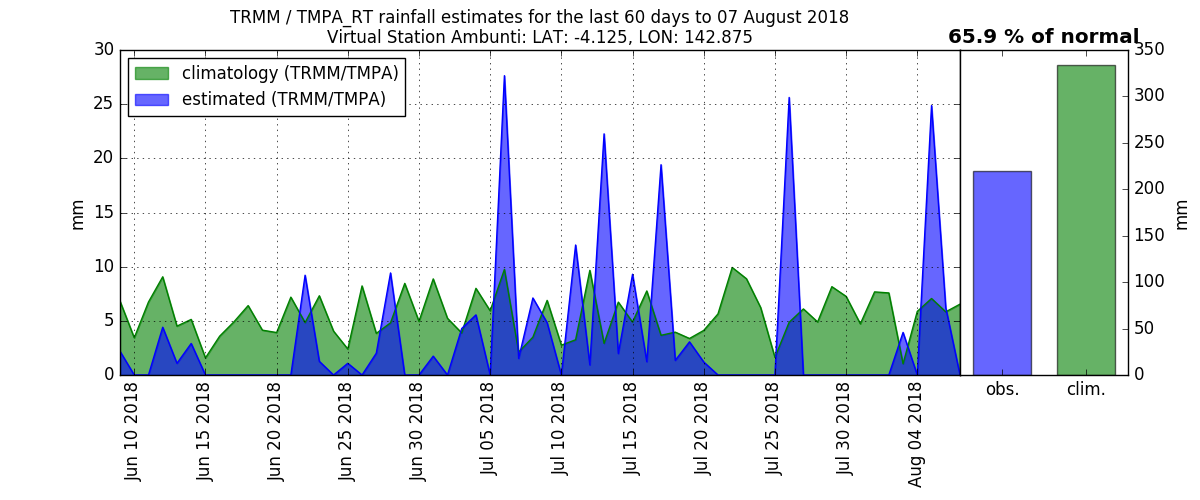 TRMM / TMPA_RT rainfall estimates for the last 60 days to 07 August 2018
Virtual Station Ambunti: LAT: -4.125, LON: 142.875
65.9 % of normal
climatology (TRMM/TMPA)
estimated (TRMM/TMPA)
30
25
20
15
10
5
0
mm
350
300
250
200
150
100
50
0
mm
Jun 10 2018
Jun 15 2018
Jun 20 2018
Jun 25 2018
Jun 30 2018
Jul 05 2018
Jul 10 2018
Jul 15 2018
Jul 20 2018
Jul 25 2018
Jul 30 2018
Aug 04 2018
obs.
clim.